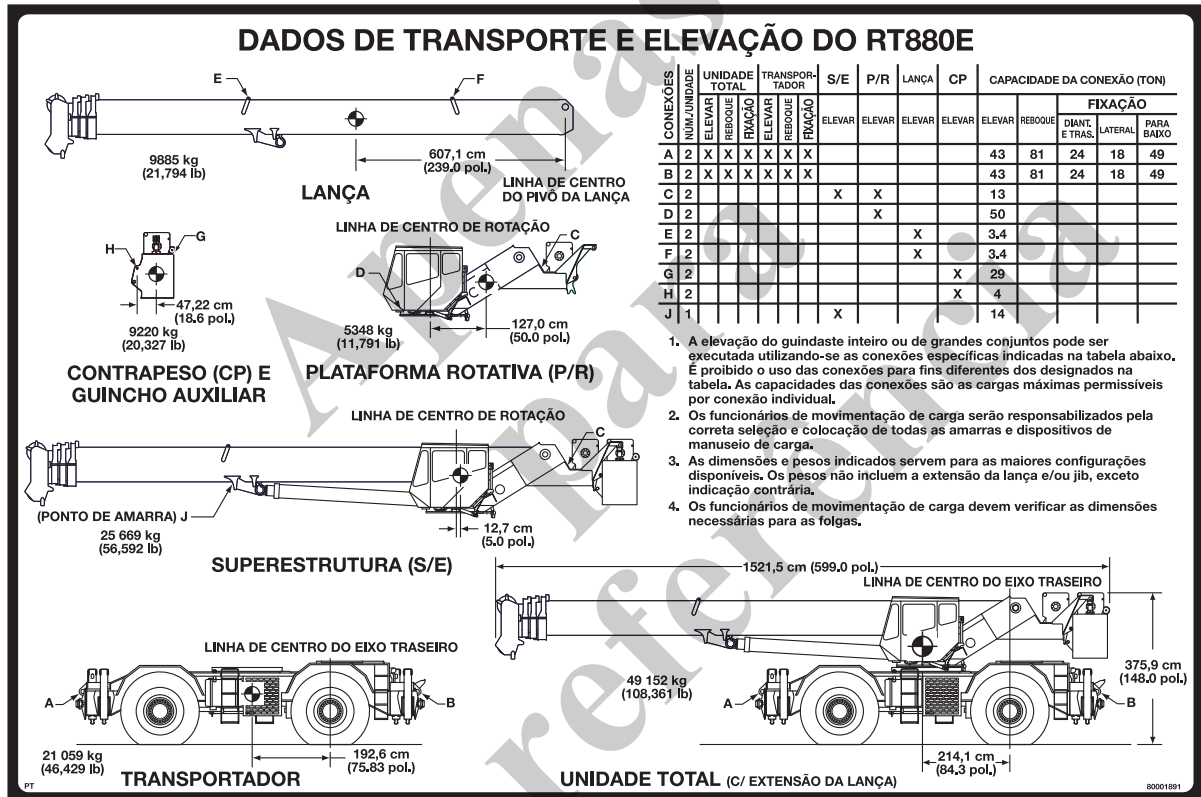 DADOS DE TRANSPORTE E ELEVAÇÃO DO RT880E
E
F
9885 kg
(21,794 lb)
607,1 cm
(239.0 pol.)
LANÇA
LINHA DE CENTRO
DO PIVÔ DA LANÇA
H
G
47,22 cm
(18.6 pol.)
9220 kg
(20,327 lb)
CONTRAPESO (CP) E
GUINCHO AUXILIAR
LINHA DE CENTRO DE ROTAÇÃO
C
D
5348 kg
(11,791 lb)
127,0 cm
(50.0 pol.)
PLATAFORMA ROTATIVA (P/R)
CONEXÕES
NÚM./UNIDADE
UNIDADE TOTAL
TRANSPOR-
TADOR
S/E
P/R
LANÇA
CP
CAPACIDADE DA CONEXÃO (TON)
ELEVAR REBOQUE FIXAÇÃO ELEVAR REBOQUE FIXAÇÃO ELEVAR ELEVAR ELEVAR ELEVAR ELEVAR REBOQUE
FIXAÇÃO
DIANT. E TRAS.
LATERAL
PARA BAIXO
A 2 X X X X X X 43 81 24 18 49
B 2 X X X X X X 43 81 24 18 49
C 2 X X 13
D 2 X 50
E 2 X 3.4
F 2 X 3.4
G 2 X 29
H 2 X 4
J 1 X 14
1. A elevação do guindaste inteiro ou de grandes conjuntos pode ser
executada utilizando-se as conexões específicas indicadas na tabela abaixo.
É proibido o uso das conexões para fins diferentes dos designados na
tabela. As capacidades das conexões são as cargas máximas permissíveis
por conexão individual.
2. Os funcionários de movimentação de carga serão responsabilizados pela
correta seleção e colocação de todas as amarras e dispositivos de
manuseio de carga.
3. As dimensões e pesos indicados servem para as maiores configurações
disponíveis. Os pesos não incluem a extensão da lança e/ou jib, exceto
indicação contrária.
4. Os funcionários de movimentação de carga devem verificar as dimensões
necessárias para as folgas.
LINHA DE CENTRO DE ROTAÇÃO
C
(PONTO DE AMARRA) J
25 669 kg
(56,592 lb)
12,7 cm
(5.0 pol.)
SUPERESTRUTURA (S/E)
1521,5 cm (599.0 pol.)
LINHA DE CENTRO DO EIXO TRASEIRO
49 152 kg
(108,361 lb)
375,9 cm
(148.0 pol.)
A
B
214,1 cm
(84.3 pol.)
UNIDADE TOTAL (C/ EXTENSÃO DA LANÇA)
LINHA DE CENTRO DO EIXO TRASEIRO
A
B
21 059 kg
(46,429 lb)
192,6 cm
(75.83 pol.)
TRANSPORTADOR
PT
80001891
Apenas
para
referência